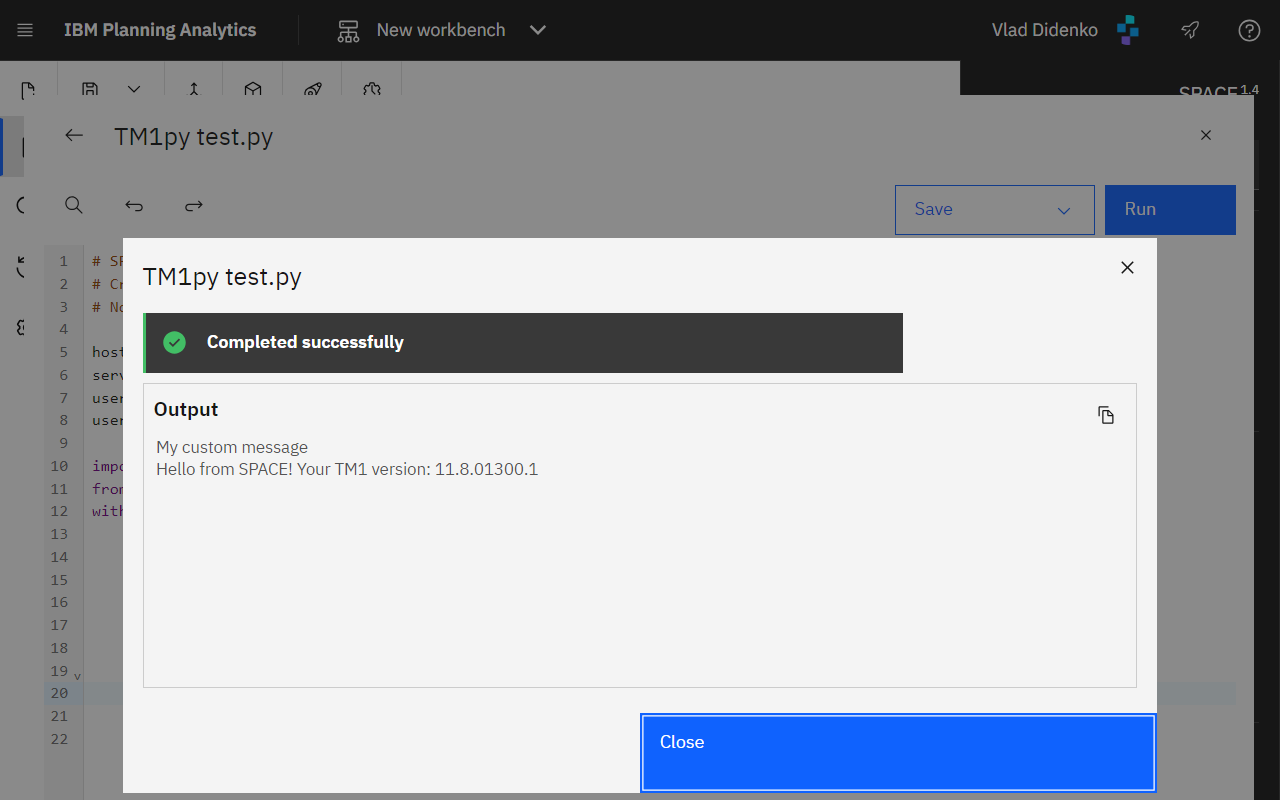 IBM Planning Analytics
New workbench
Vlad Didenko
SPACE 1.4
TM1py test.py
Save
Run
1 # SP
2 # Cr
3 # No
4
5 host
6 serv
7 user
8 user
9
10 impo
11 from
12 with
13
14
15
16
17
18
19
20
21
22
TM1py test.py
Completed successfully
Output
My custom message
Hello from SPACE! Your TM1 version: 11.8.01300.1
Close